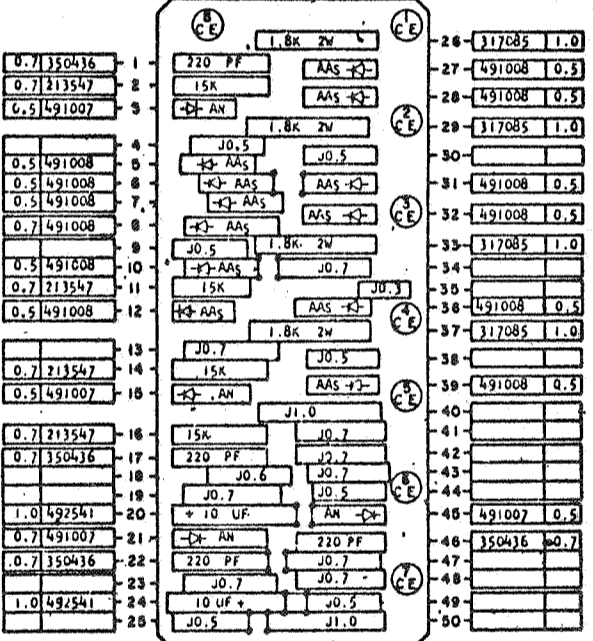 8 C E 1 C E
1.8K 2W 26 317085 1.0
0.7 350436 1 220 PF AAS 27 491008 0.5
0.7 213547 2 15K AAS 28 491008 0.5
0.5 491007 3 AN 2 C E
1.8K 2W 29 317085 1.0
4 J0.5 J0.5 30
0.5 491008 5 AAS
0.5 491008 6 AAS AAS 31 491008 0.5
0.5 491008 7 AAS 3 C E
AAS 32 491008 0.5
0.7 491008 8 AAS
9 J0.5 1.8K 2W 33 317085 1.0
0.5 491008 10 AAS J0.7 34
0.7 213547 11 15K J0.3 35
0.5 491008 12 AAS AAS 36 491008 0.5
4 C E
1.8K 2W 37 317085 1.0
13 J0.7 J0.5 38
0.7 213547 14 15K
0.5 491007 15 AN AAS 39 491008 0.5
5 C E
J1.0 40
0.7 213547 16 15K J0.7 41
0.7 350436 17 220 PF J0.7 42
18 J0.6 J0.7 43
19 J0.7 J0.5 44
6 C E
1.0 492541 20 + 10 UF AN 45 491007 0.5
0.7 491007 21 AN 220 PF 46 350436 0.7
0.7 350436 22 220 PF J0.7 47
23 J0.7 J0.7 48
7 C E
1.0 492541 24 10 UF + J0.5 49
25 J0.5 J1.0 50